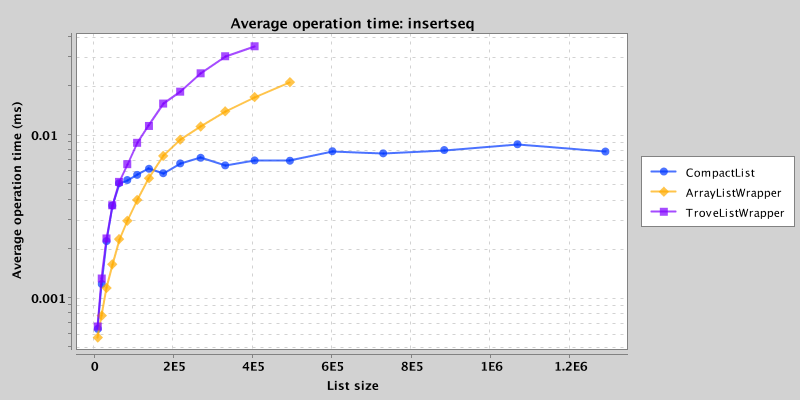 Average operation time: insertseq
Average operation time (ms)
0.01
0.001
0 2E5 4E5 6E5 8E5 1E6 1.2E6
List size
CompactList
ArrayListWrapper
TroveListWrapper